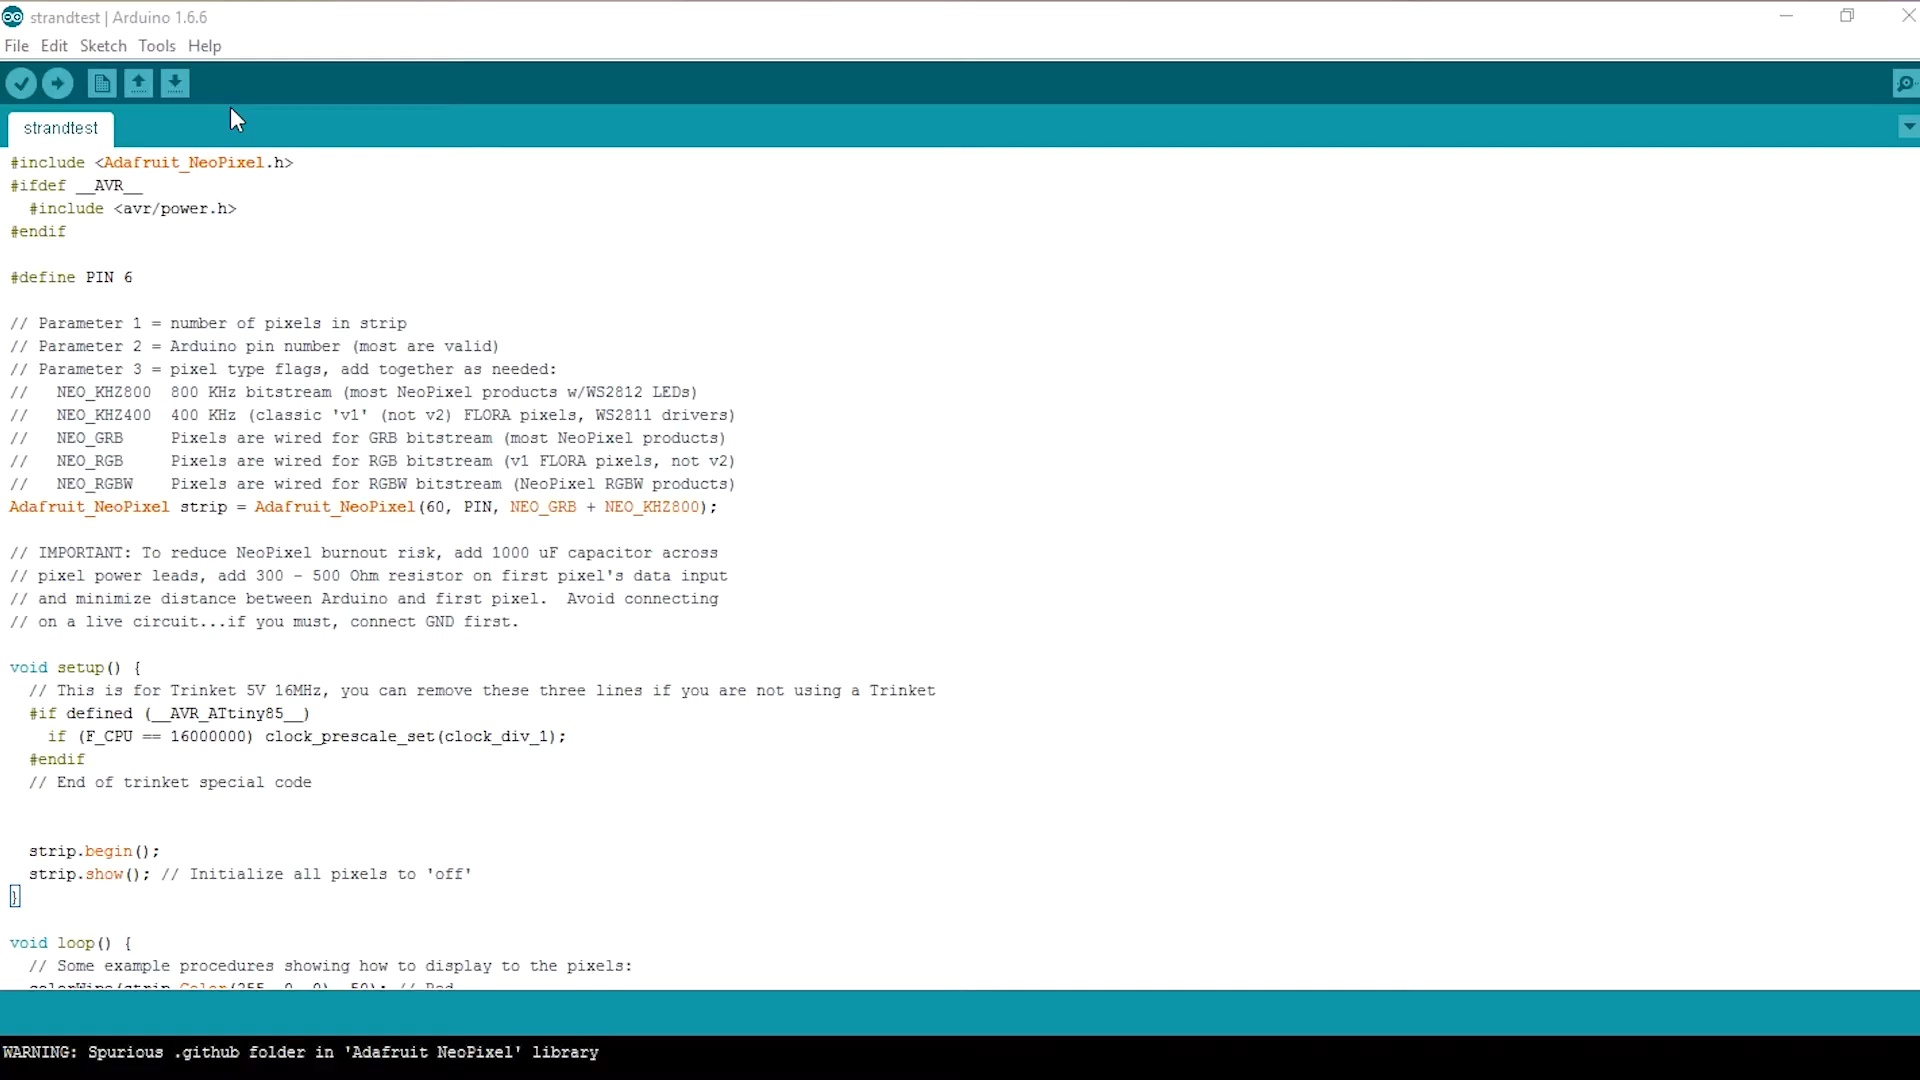 strandtest | Arduino 1.6.6
File Edit Sketch Tools Help
strandtest
#include <Adafruit_NeoPixel.h>
#ifdef __AVR__
  #include <avr/power.h>
#endif
#define PIN 6
// Parameter 1 = number of pixels in strip
// Parameter 2 = Arduino pin number (most are valid)
// Parameter 3 = pixel type flags, add together as needed:
//   NEO_KHZ800  800 KHz bitstream (most NeoPixel products w/WS2812 LEDs)
//   NEO_KHZ400  400 KHz (classic 'v1' (not v2) FLORA pixels, WS2811 drivers)
//   NEO_GRB     Pixels are wired for GRB bitstream (most NeoPixel products)
//   NEO_RGB     Pixels are wired for RGB bitstream (v1 FLORA pixels, not v2)
//   NEO_RGBW    Pixels are wired for RGBW bitstream (NeoPixel RGBW products)
Adafruit_NeoPixel strip = Adafruit_NeoPixel(60, PIN, NEO_GRB + NEO_KHZ800);
// IMPORTANT: To reduce NeoPixel burnout risk, add 1000 uF capacitor across
// pixel power leads, add 300 - 500 Ohm resistor on first pixel's data input
// and minimize distance between Arduino and first pixel.  Avoid connecting
// on a live circuit...if you must, connect GND first.
void setup() {
  // This is for Trinket 5V 16MHz, you can remove these three lines if you are not using a Trinket
  #if defined (__AVR_ATtiny85__)
    if (F_CPU == 16000000) clock_prescale_set(clock_div_1);
  #endif
  // End of trinket special code
  strip.begin();
  strip.show(); // Initialize all pixels to 'off'
}
void loop() {
  // Some example procedures showing how to display to the pixels:
  colorWipe(strip.Color(255, 0, 0), 50); // Red
WARNING: Spurious .github folder in 'Adafruit NeoPixel' library